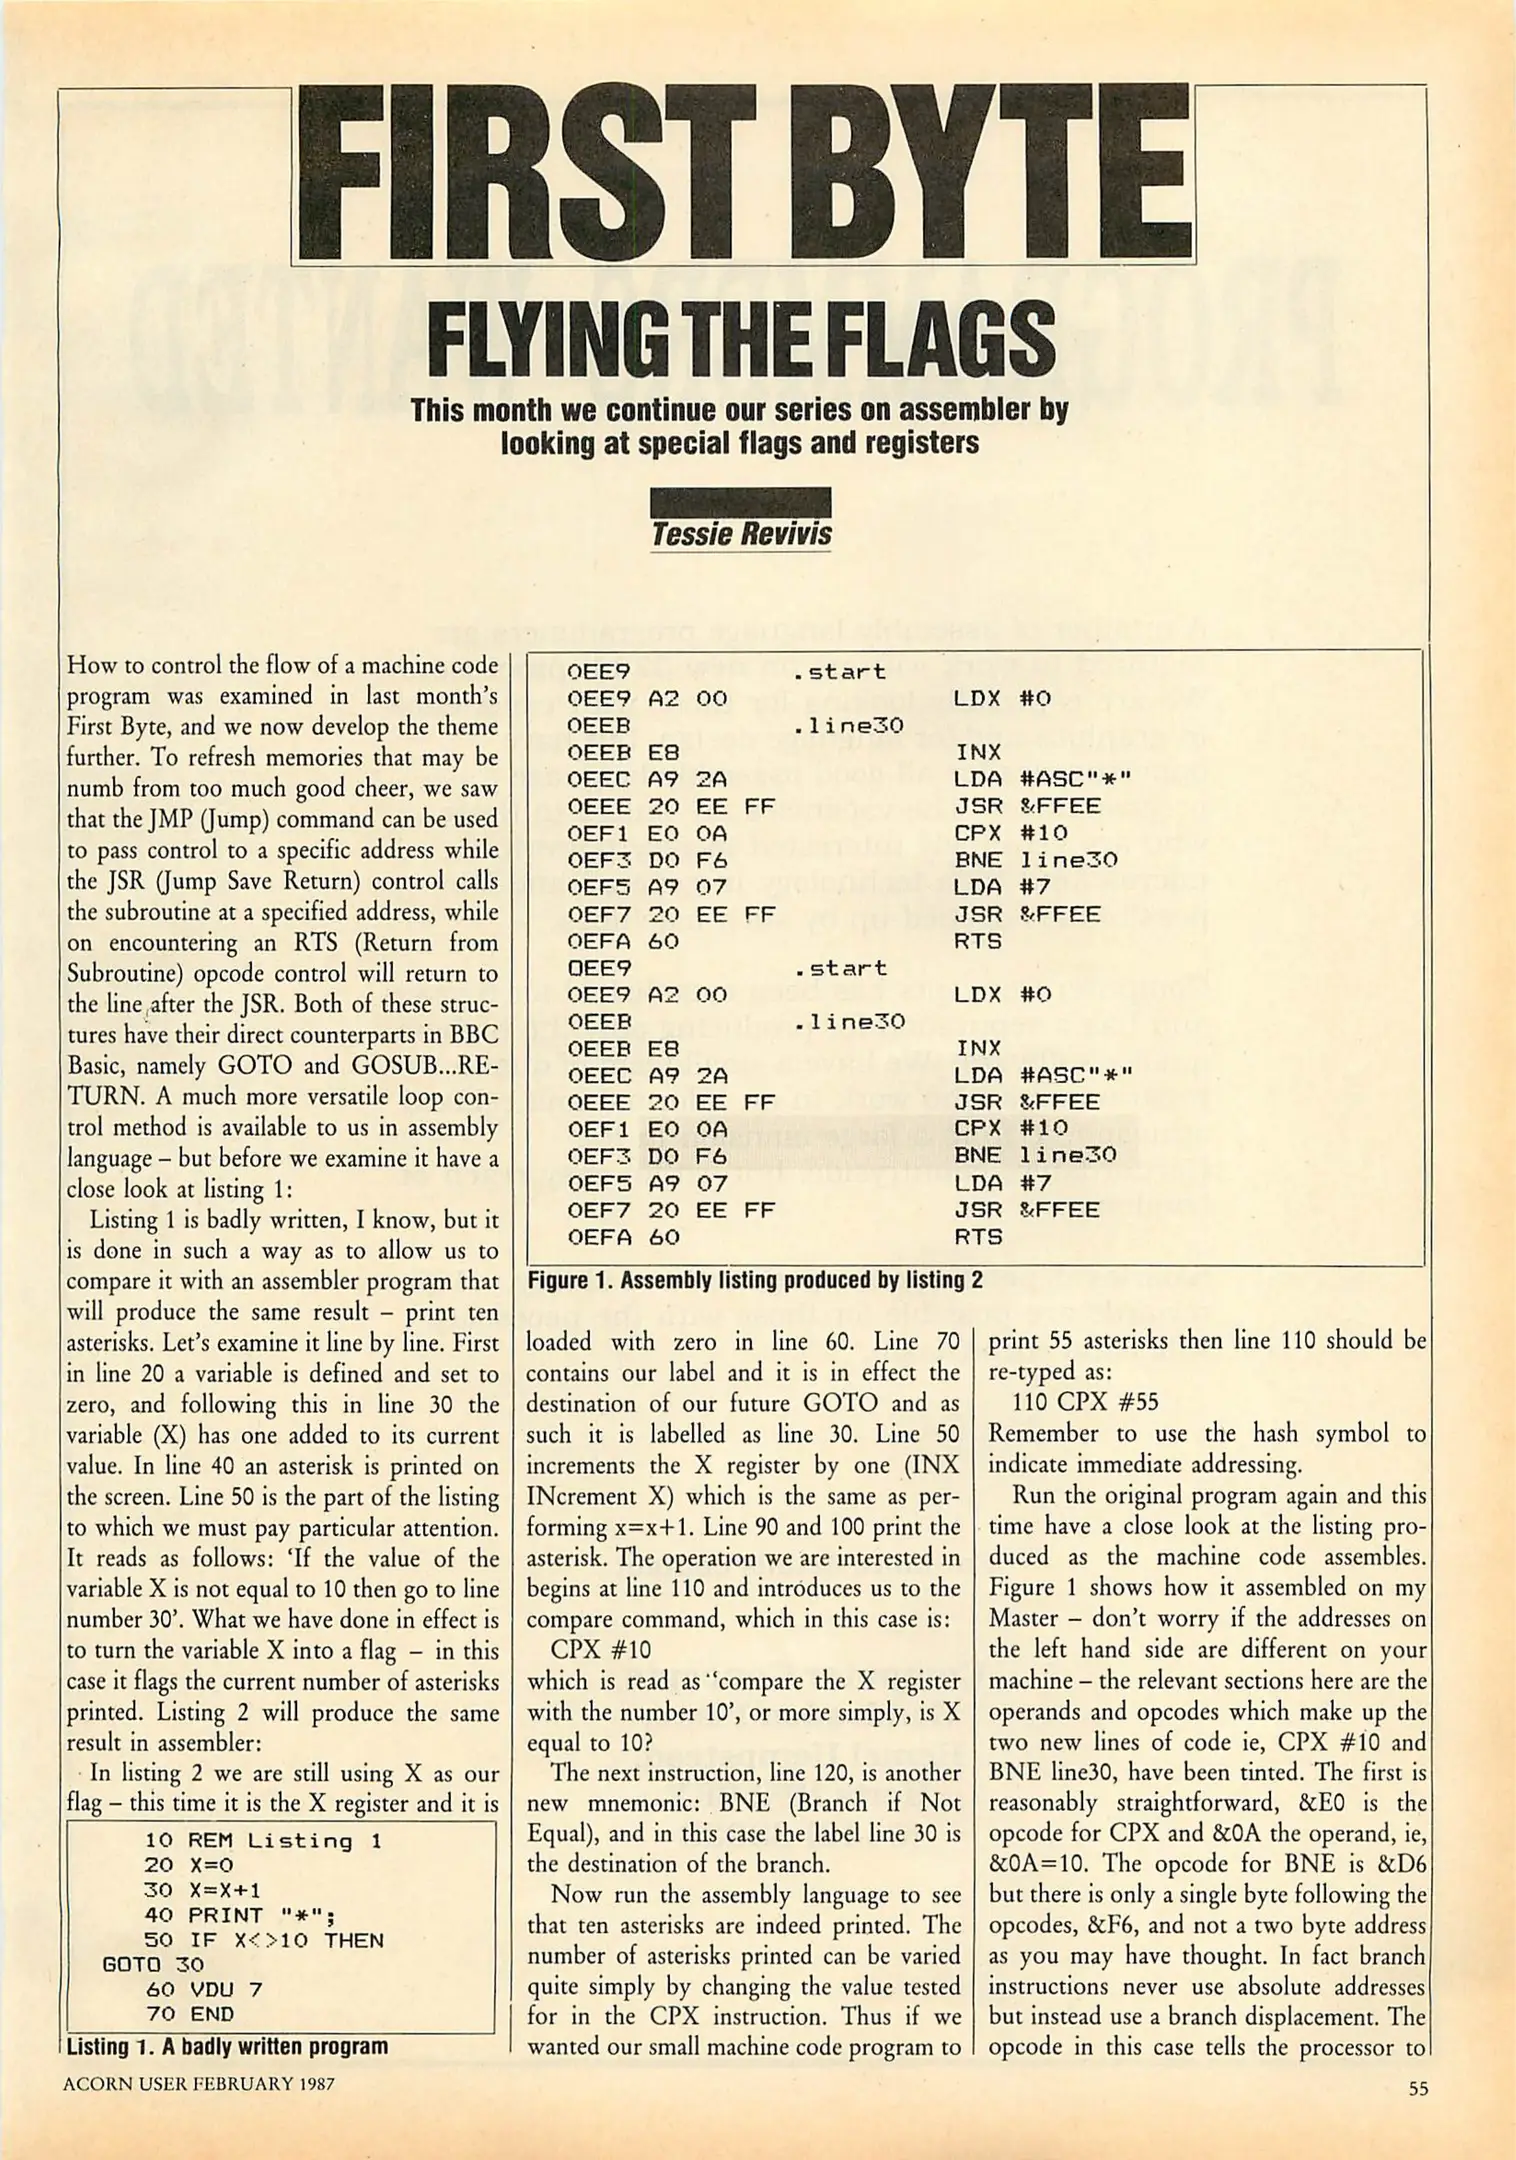 FIRST BYTE
FLYING THE FLAGS
This month we continue our series on assembler by
looking at special flags and registers
Tessie Revivis
How to control the flow of a machine code
program was examined in last month's
First Byte, and we now develop the theme
further. To refresh memories that may be
numb from too much good cheer, we saw
that the JMP (Jump) command can be used
to pass control to a specific address while
the JSR (Jump Save Return) control calls
the subroutine at a specified address, while
on encountering an RTS (Return from
Subroutine) opcode control will return to
the line after the JSR. Both of these struc-
tures have their direct counterparts in BBC
Basic, namely GOTO and GOSUB...RE-
TURN. A much more versatile loop con-
trol method is available to us in assembly
language – but before we examine it have a
close look at listing 1:
Listing 1 is badly written, I know, but it
is done in such a way as to allow us to
compare it with an assembler program that
will produce the same result – print ten
asterisks. Let's examine it line by line. First
in line 20 a variable is defined and set to
zero, and following this in line 30 the
variable (X) has one added to its current
value. In line 40 an asterisk is printed on
the screen. Line 50 is the part of the listing
to which we must pay particular attention.
It reads as follows: 'If the value of the
variable X is not equal to 10 then go to line
number 30'. What we have done in effect is
to turn the variable X into a flag – in this
case it flags the current number of asterisks
printed. Listing 2 will produce the same
result in assembler:
In listing 2 we are still using X as our
flag – this time it is the X register and it is
10 REM Listing 1
20 X=0
30 X=X+1
40 PRINT "*";
50 IF X<>10 THEN
GOTO 30
60 VDU 7
70 END
Listing 1. A badly written program
0EE9 .start
0EE9 A2 00 LDX #0
0EEB .line30
0EEB E8 INX
0EEC A9 2A LDA #ASC"*"
0EEE 20 EE FF JSR &FFEE
0EF1 E0 0A CPX #10
0EF3 D0 F6 BNE line30
0EF5 A9 07 LDA #7
0EF7 20 EE FF JSR &FFEE
0EFA 60 RTS
0EE9 .start
0EE9 A2 00 LDX #0
0EEB .line30
0EEB E8 INX
0EEC A9 2A LDA #ASC"*"
0EEE 20 EE FF JSR &FFEE
0EF1 E0 0A CPX #10
0EF3 D0 F6 BNE line30
0EF5 A9 07 LDA #7
0EF7 20 EE FF JSR &FFEE
0EFA 60 RTS
Figure 1. Assembly listing produced by listing 2
loaded with zero in line 60. Line 70
contains our label and it is in effect the
destination of our future GOTO and as
such it is labelled as line 30. Line 50
increments the X register by one (INX
INcrement X) which is the same as per-
forming x=x+1. Line 90 and 100 print the
asterisk. The operation we are interested in
begins at line 110 and introduces us to the
compare command, which in this case is:
CPX #10
which is read as 'compare the X register
with the number 10', or more simply, is X
equal to 10?
The next instruction, line 120, is another
new mnemonic: BNE (Branch if Not
Equal), and in this case the label line 30 is
the destination of the branch.
Now run the assembly language to see
that ten asterisks are indeed printed. The
number of asterisks printed can be varied
quite simply by changing the value tested
for in the CPX instruction. Thus if we
wanted our small machine code program to
print 55 asterisks then line 110 should be
re-typed as:
110 CPX #55
Remember to use the hash symbol to
indicate immediate addressing.
Run the original program again and this
time have a close look at the listing pro-
duced as the machine code assembles.
Figure 1 shows how it assembled on my
Master – don't worry if the addresses on
the left hand side are different on your
machine – the relevant sections here are the
operands and opcodes which make up the
two new lines of code ie, CPX #10 and
BNE line30, have been tinted. The first is
reasonably straightforward, &E0 is the
opcode for CPX and &0A the operand, ie,
&0A=10. The opcode for BNE is &D6
but there is only a single byte following the
opcodes, &F6, and not a two byte address
as you may have thought. In fact branch
instructions never use absolute addresses
but instead use a branch displacement. The
opcode in this case tells the processor to
ACORN USER FEBRUARY 1987
55